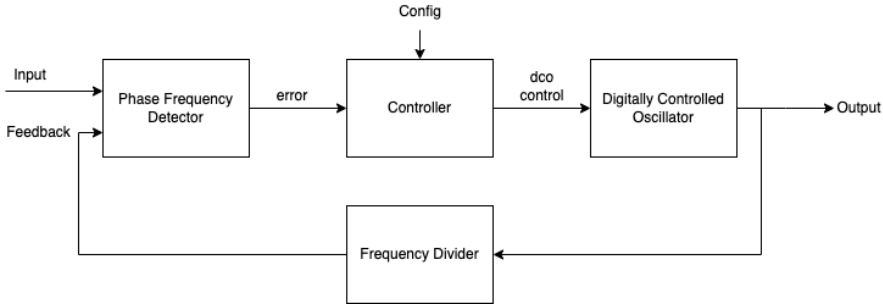 Config
Input
Phase Frequency
Detector
error
Controller
dco
control
Digitally Controlled
Oscillator
Output
Feedback
Frequency Divider